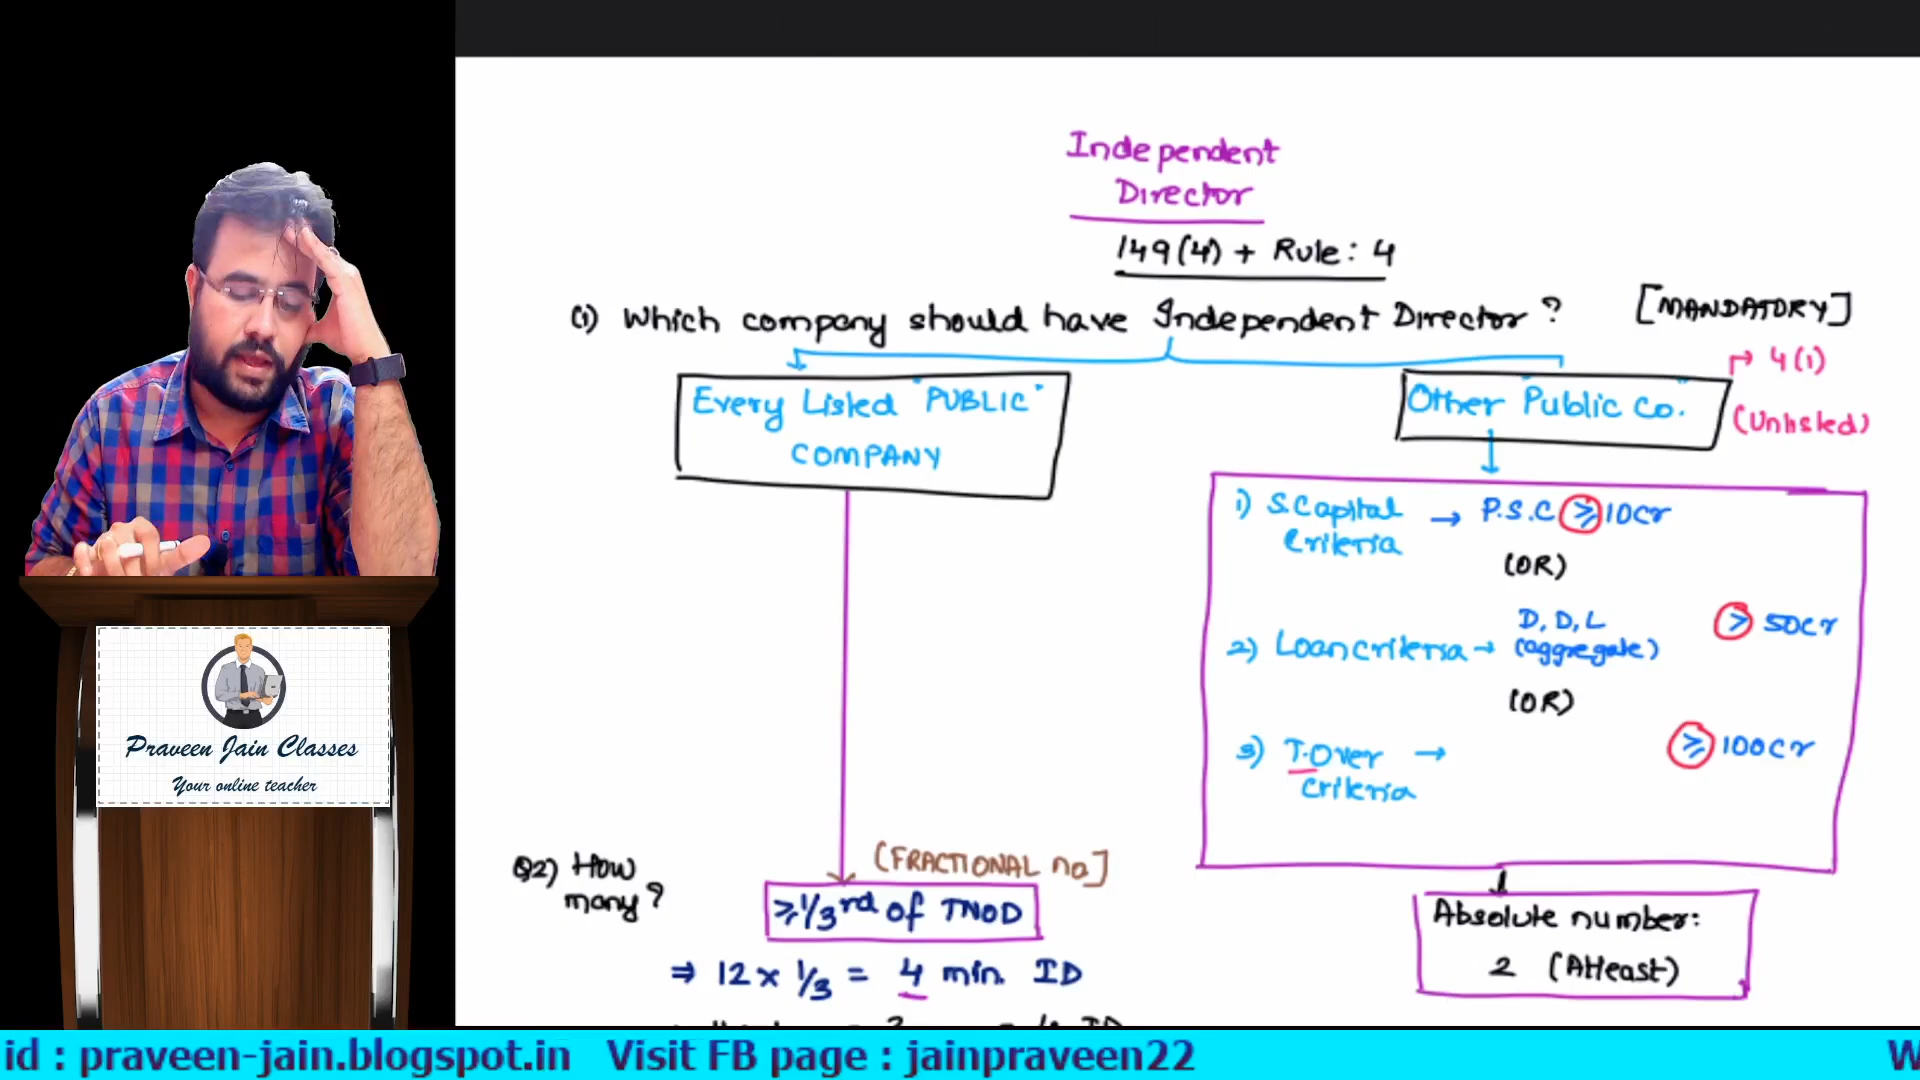 Independent
Director
149(4) + Rule: 4
(1) Which company should have Independent Director?
[MANDATORY]
Every Listed "PUBLIC"
COMPANY
Other "Public Co."
4(1)
(Unlisted)
1) S.Capital
Criteria
→ P.S.C ≥ 10cr
(OR)
2) Loan criteria →
D, D, L
(aggregate)
> 50cr
(OR)
3) T.Over →
criteria
≥ 100cr
Q2) How
many?
(FRACTIONAL no]
≥ 1/3rd of TNOD
⇒ 12 x 1/3 = 4 min. ID
Absolute number:
2 (Atleast)
Praveen Jain Classes
Your online teacher
id : praveen-jain.blogspot.in Visit FB page : jainpraveen22 W